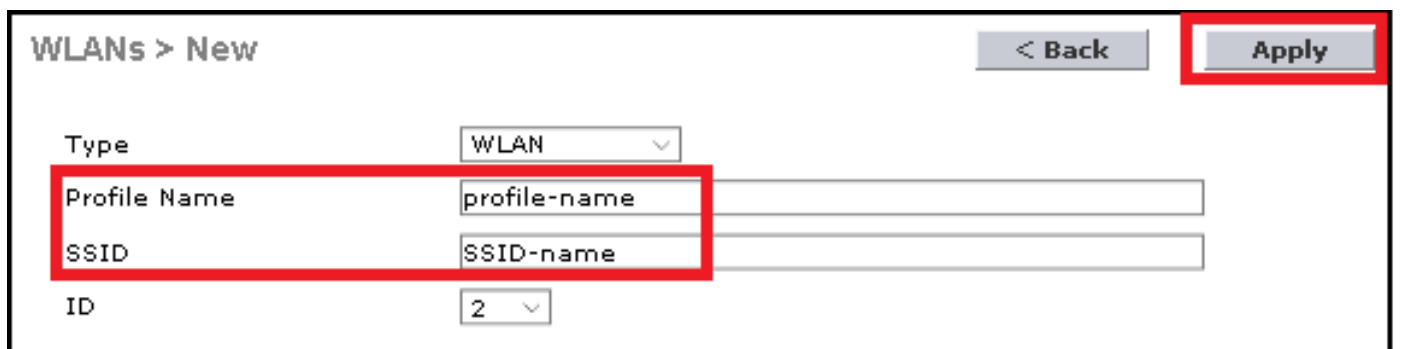 WLANs > New
< Back
Apply
Type
WLAN
Profile Name
profile-name
SSID
SSID-name
ID
2